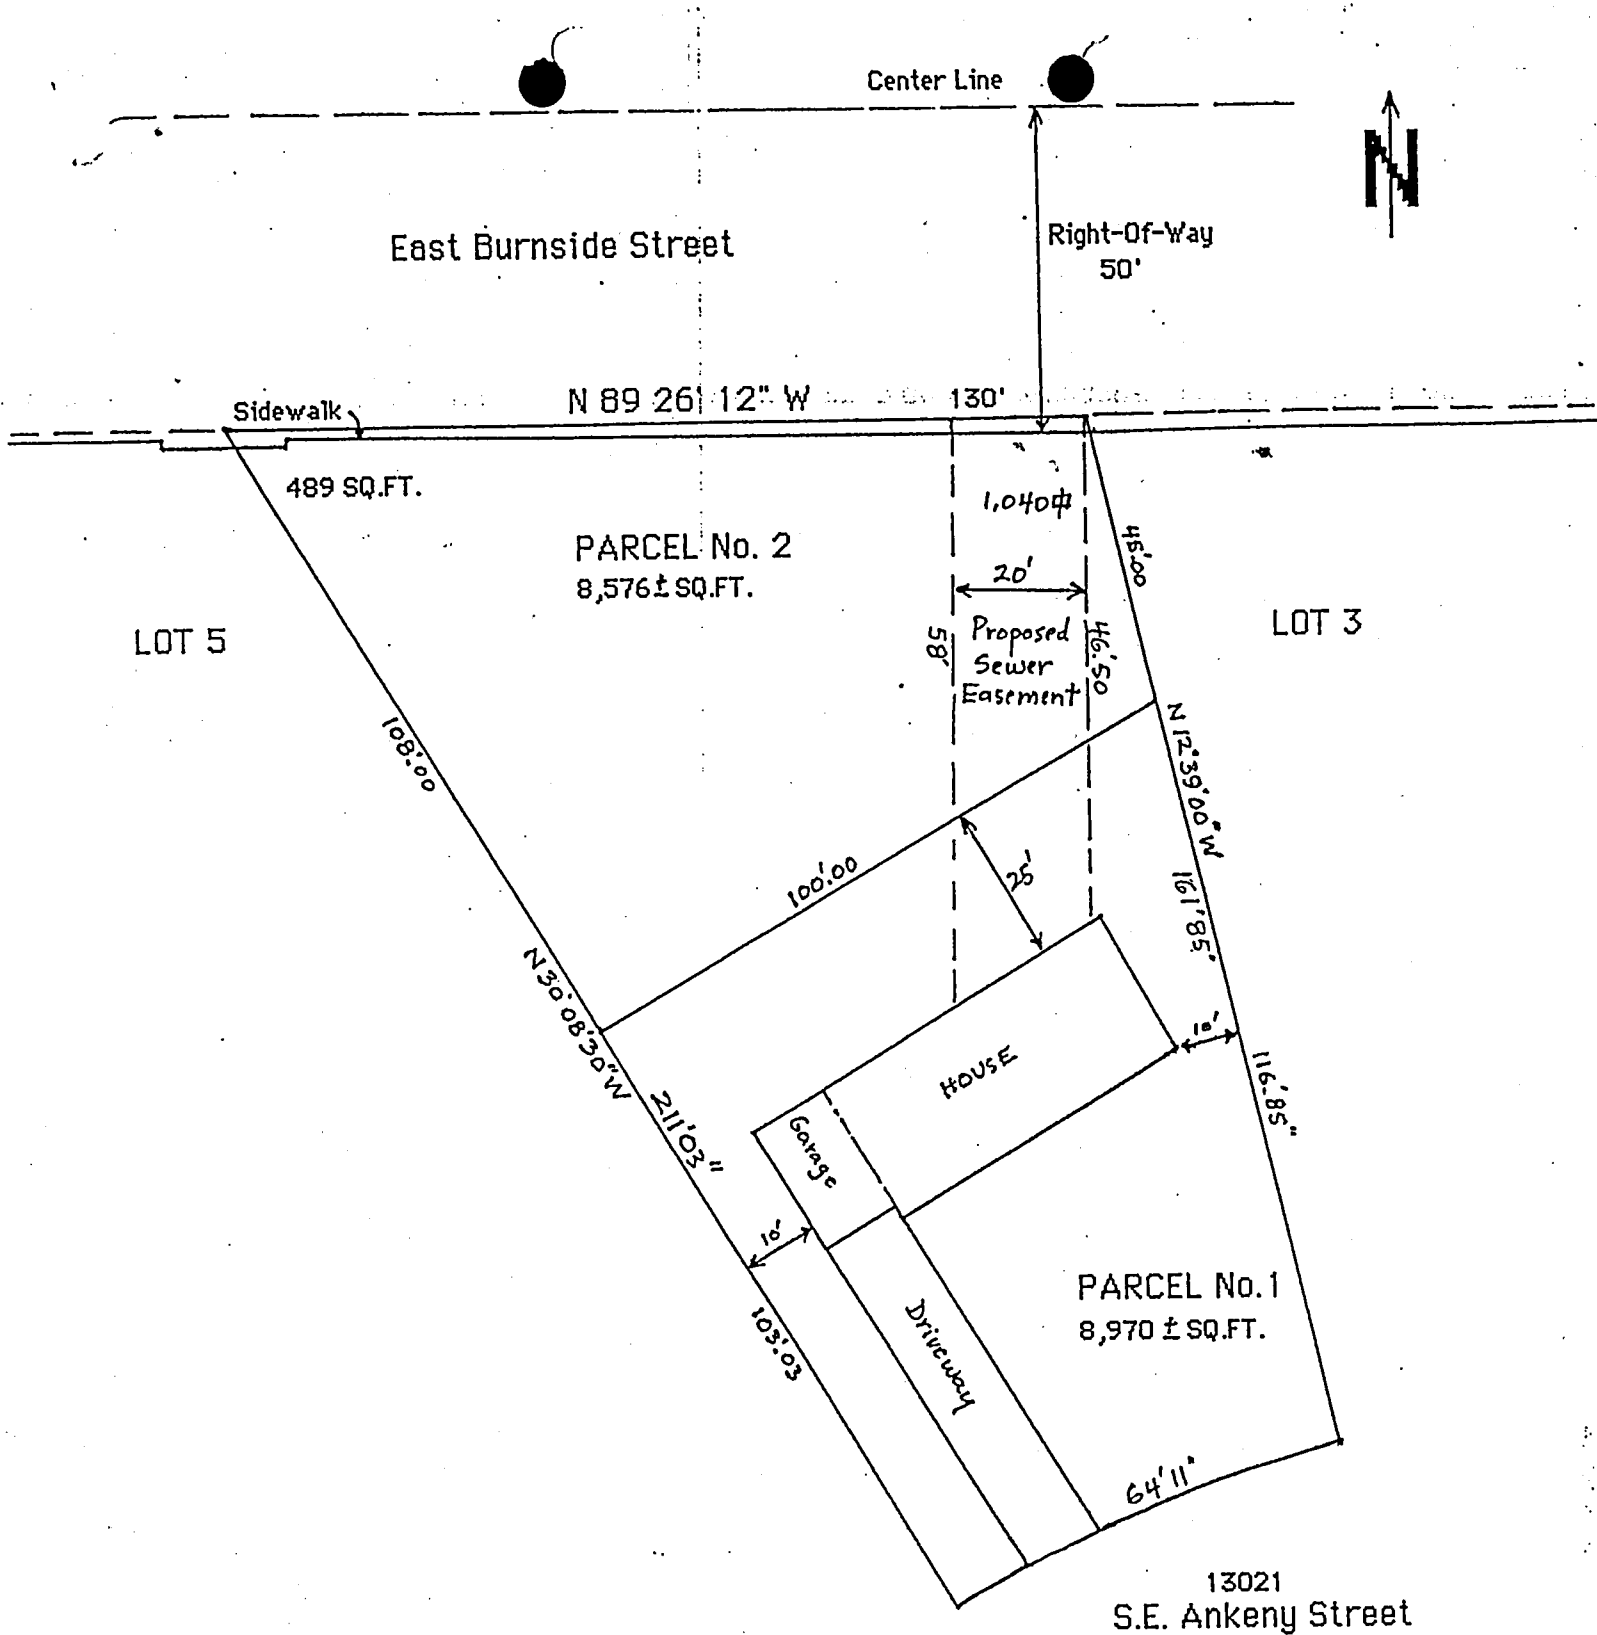 Center Line
N
East Burnside Street
Right-Of-Way
50'
N 89 26' 12" W
130'
Sidewalk
489 SQ.FT.
1,040⌗
PARCEL No. 2
8,576± SQ.FT.
20'
45'.00
LOT 5
LOT 3
58'
Proposed
Sewer
Easement
46'.50
108'.00
N 12°39'00" W
100'.00
25'
161'85"
N 30°08'30" W
211'03"
HOUSE
10'
116'.85"
Garage
10'
PARCEL No. 1
8,970 ± SQ.FT.
103'.03
Driveway
64'11"
13021
S.E. Ankeny Street